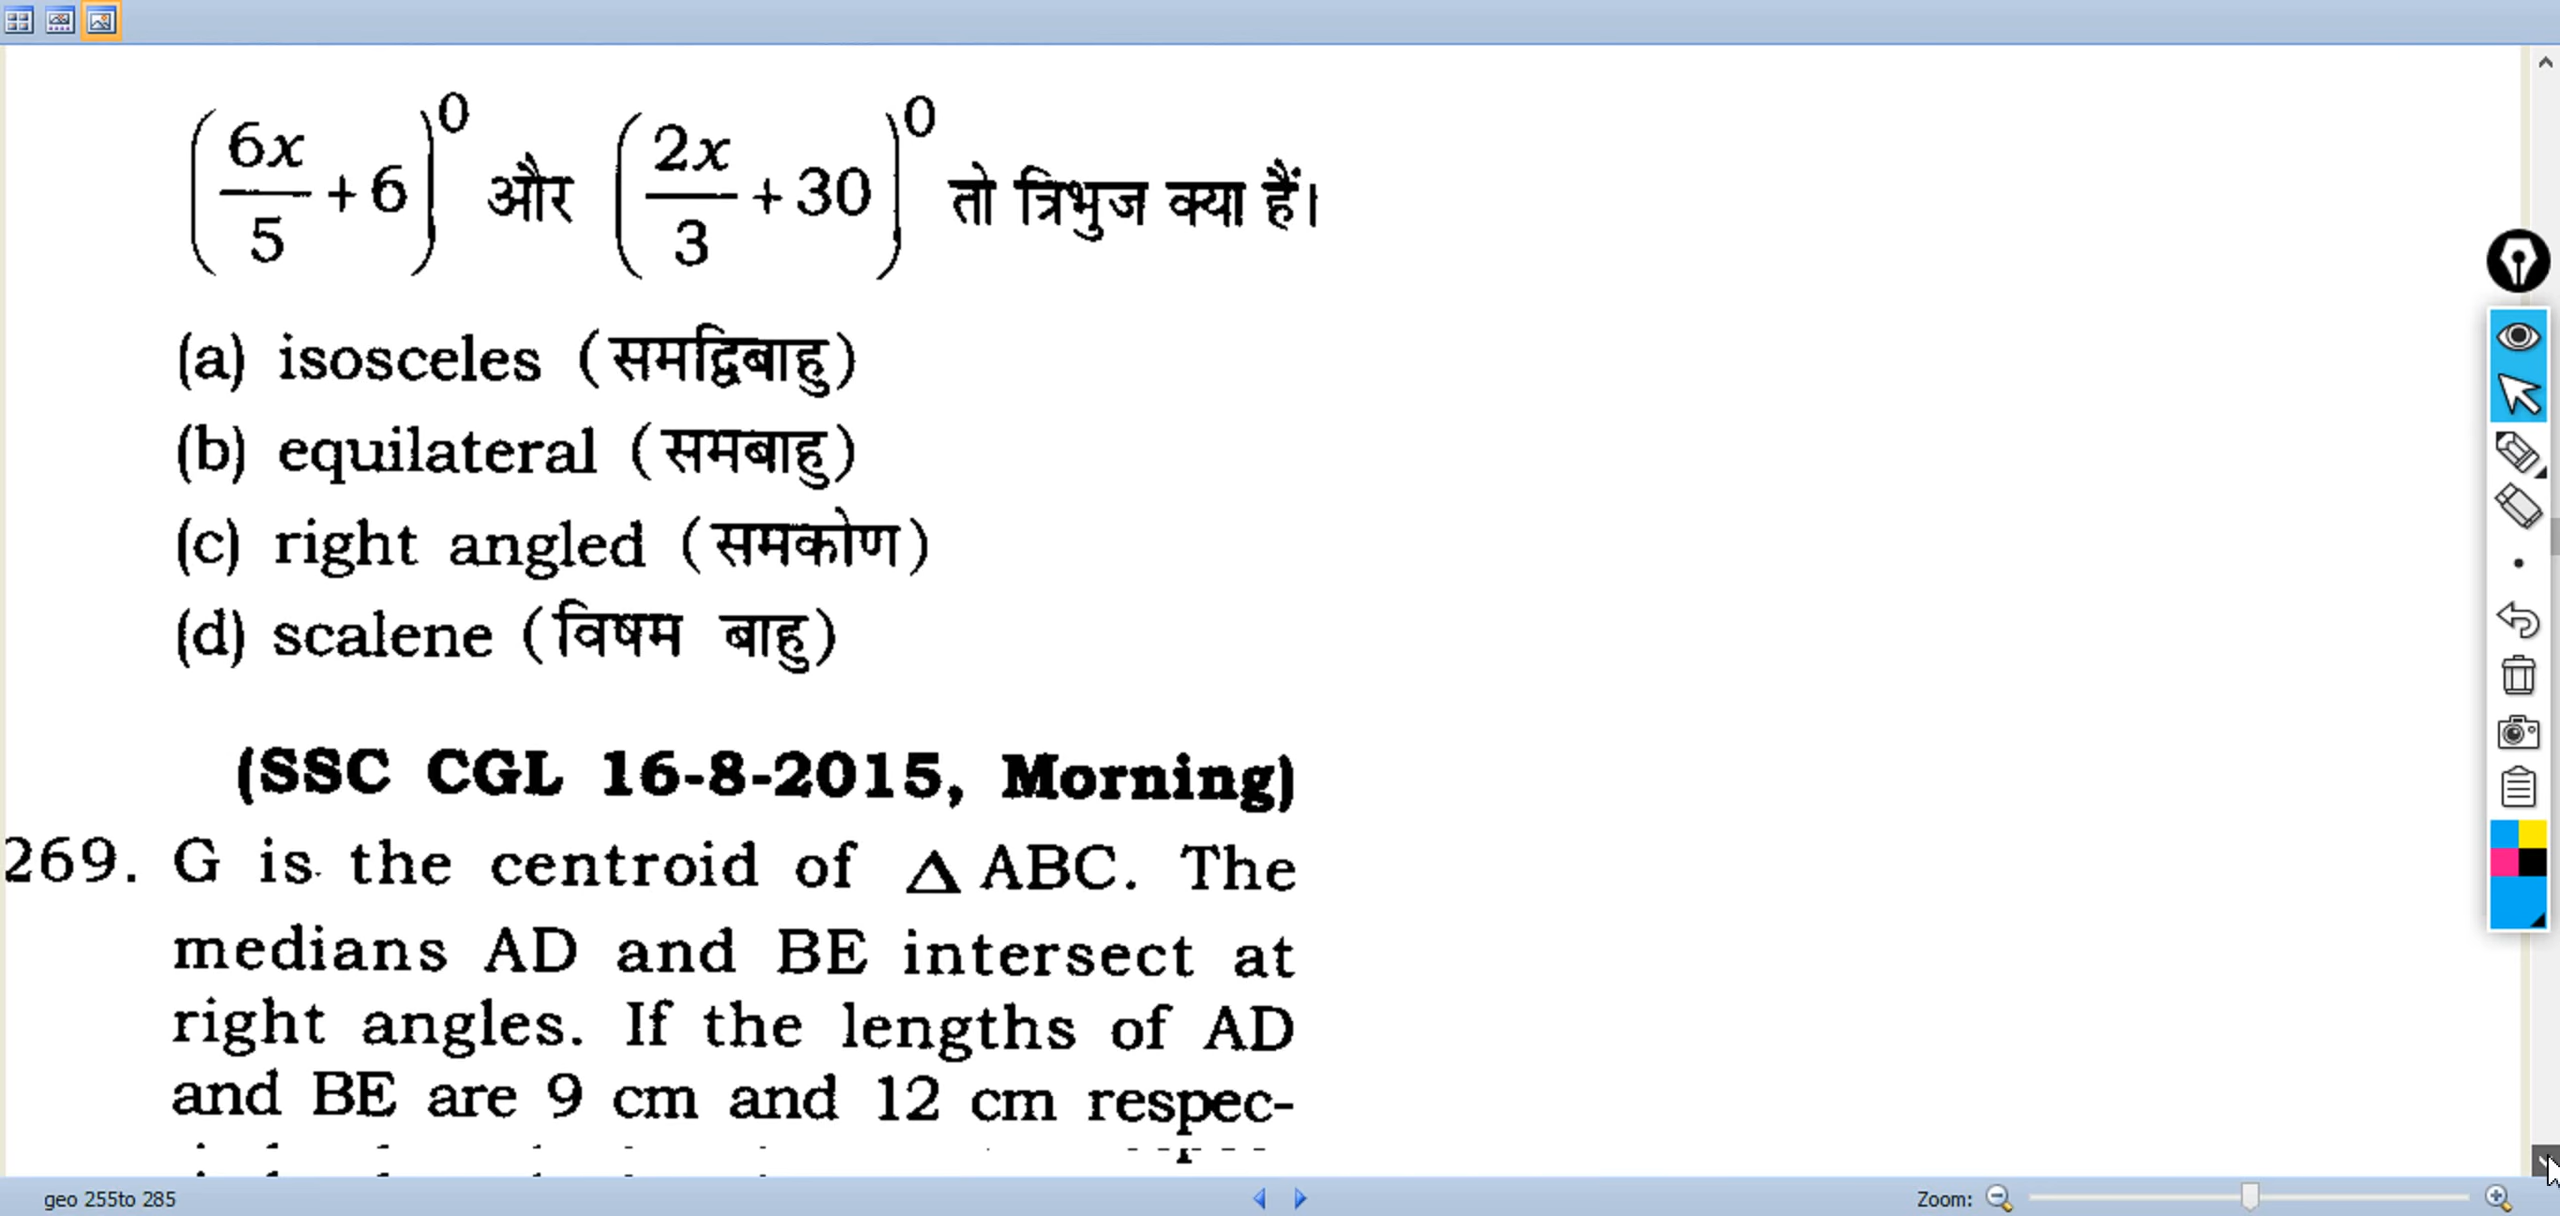 (6x/5 + 6)⁰ और (2x/3 + 30)⁰ तो त्रिभुज क्या हैं।
(a) isosceles (समद्विबाहु)
(b) equilateral (समबाहु)
(c) right angled (समकोण)
(d) scalene (विषम बाहु)
(SSC CGL 16-8-2015, Morning)
269. G is the centroid of Δ ABC. The
medians AD and BE intersect at
right angles. If the lengths of AD
and BE are 9 cm and 12 cm respec-
geo 255to 285
Zoom: